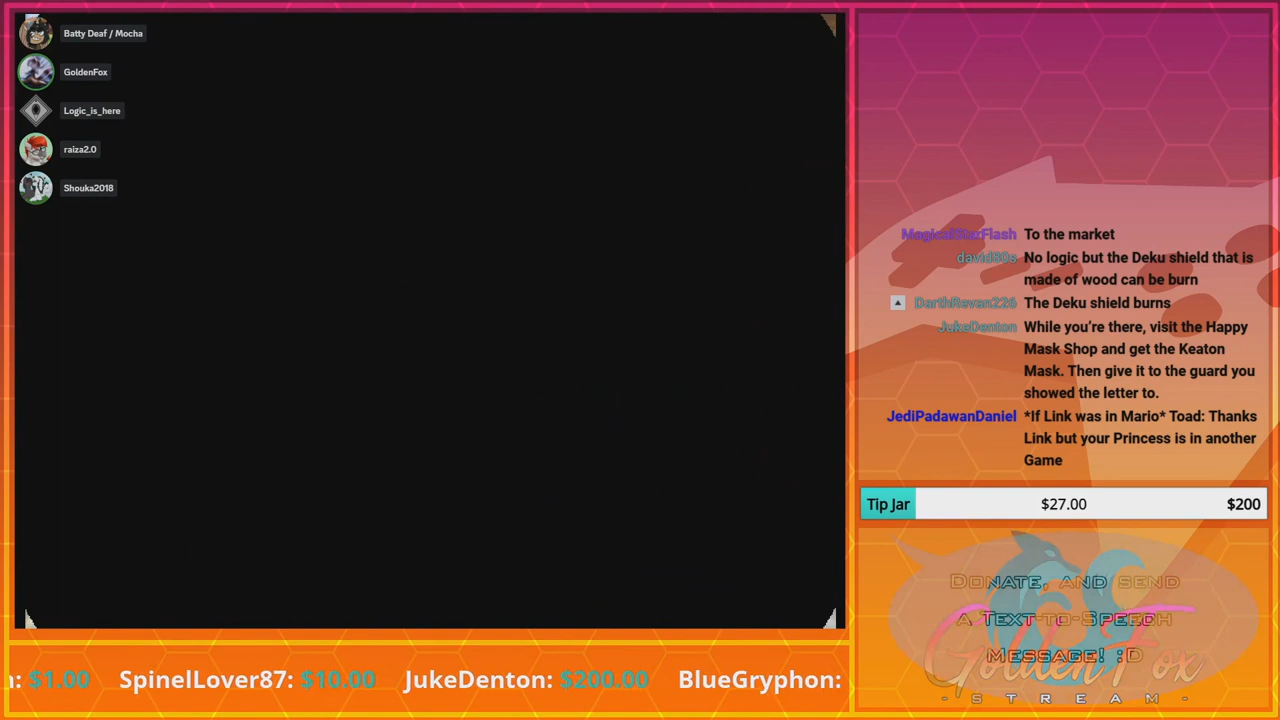 Batty Deaf / Mocha
GoldenFox
Logic_is_here
raiza2.0
Shouka2018
MagicalStarFlash To the market
david80s No logic but the Deku shield that is
made of wood can be burn
DarthRevan226 The Deku shield burns
JukeDenton While you're there, visit the Happy
Mask Shop and get the Keaton
Mask. Then give it to the guard you
showed the letter to.
JediPadawanDaniel *If Link was in Mario* Toad: Thanks
Link but your Princess is in another
Game
Tip Jar $27.00 $200
Donate, and send
a Text-to-Speech
Message! :D
GoldenFox
- STREAM -
n: $1.00 SpinelLover87: $10.00 JukeDenton: $200.00 BlueGryphon: